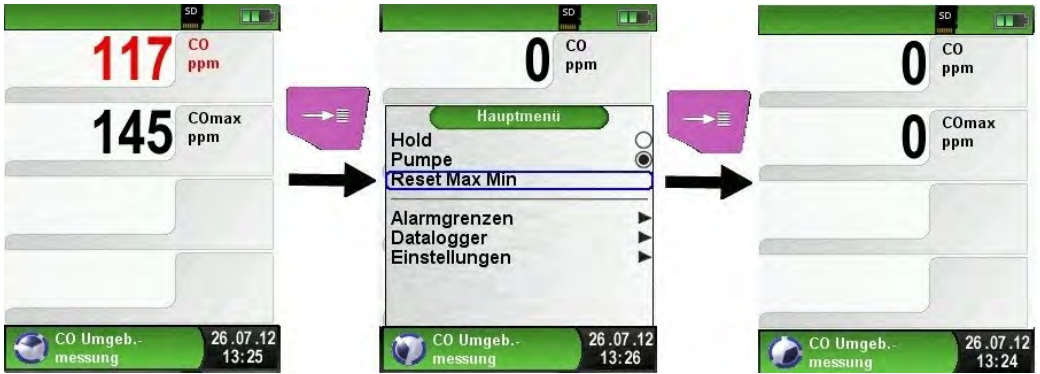 SD
117 CO ppm
145 COmax ppm
CO Umgeb.-
messung
26.07.12
13:25
SD
0 CO ppm
Hauptmenü
Hold
Pumpe
Reset Max Min
Alarmgrenzen
Datalogger
Einstellungen
CO Umgeb.-
messung
26.07.12
13:26
SD
0 CO ppm
0 COmax ppm
CO Umgeb.-
messung
26.07.12
13:24